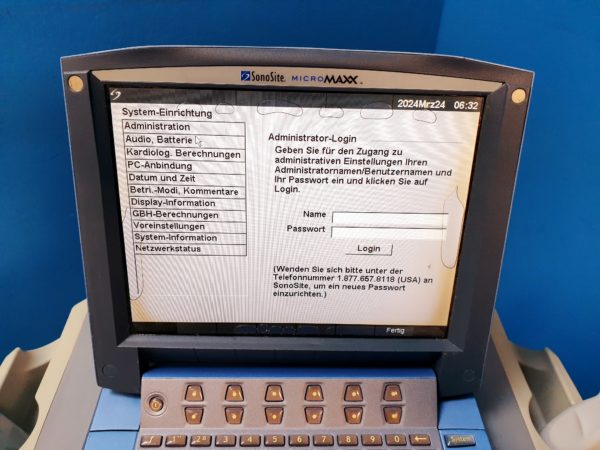 SonoSite. MICROMAXX™
2024Mrz24 06:32
System-Einrichtung
Administration
Audio, Batterie
Kardiolog. Berechnungen
PC-Anbindung
Datum und Zeit
Betri.-Modi, Kommentare
Display-Information
GBH-Berechnungen
Voreinstellungen
System-Information
Netzwerkstatus
Administrator-Login
Geben Sie für den Zugang zu
administrativen Einstellungen Ihren
Administratornamen/Benutzernamen und
Ihr Passwort ein und klicken Sie auf
Login.
Name
Passwort
Login
(Wenden Sie sich bitte unter der
Telefonnummer 1.877.657.8118 (USA) an
SonoSite, um ein neues Passwort
einzurichten.)
Fertig
1 2 3 4 5 6 7 8 9 0
System